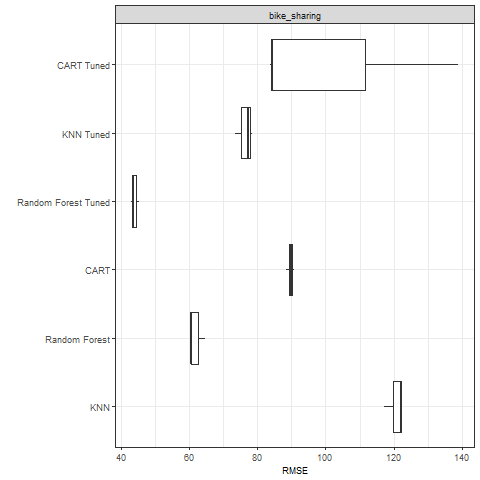 bike_sharing
CART Tuned
KNN Tuned
Random Forest Tuned
CART
Random Forest
KNN
40 60 80 100 120 140
RMSE